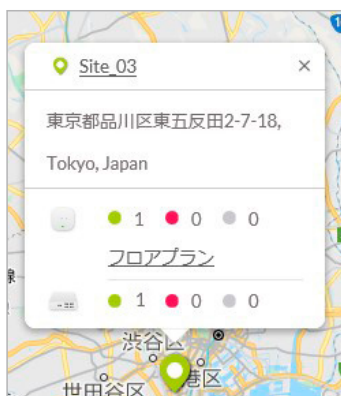 Site_03
東京都品川区東五反田2-7-18,
Tokyo, Japan
1 0 0
フロアプラン
1 0 0
渋谷区
世田谷区
港区
線